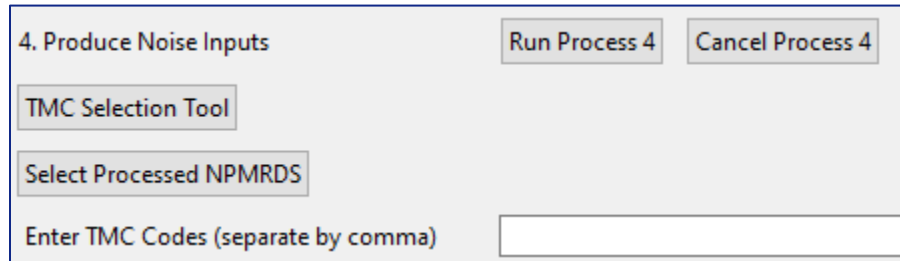 4. Produce Noise Inputs Run Process 4 Cancel Process 4
TMC Selection Tool
Select Processed NPMRDS
Enter TMC Codes (separate by comma)